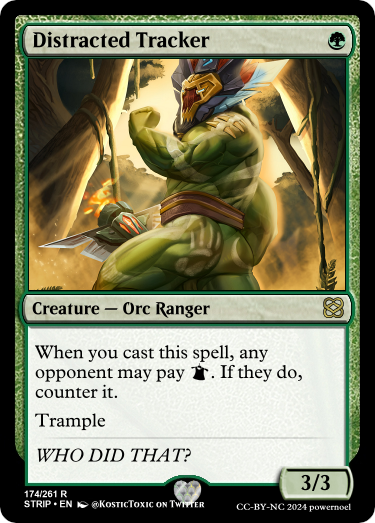 Distracted Tracker
Creature — Orc Ranger
When you cast this spell, any
opponent may pay . If they do,
counter it.
Trample
WHO DID THAT?
3/3
174/261 R
STRIP • EN @KosticToxic on Twitter
CC-BY-NC 2024 powernoel